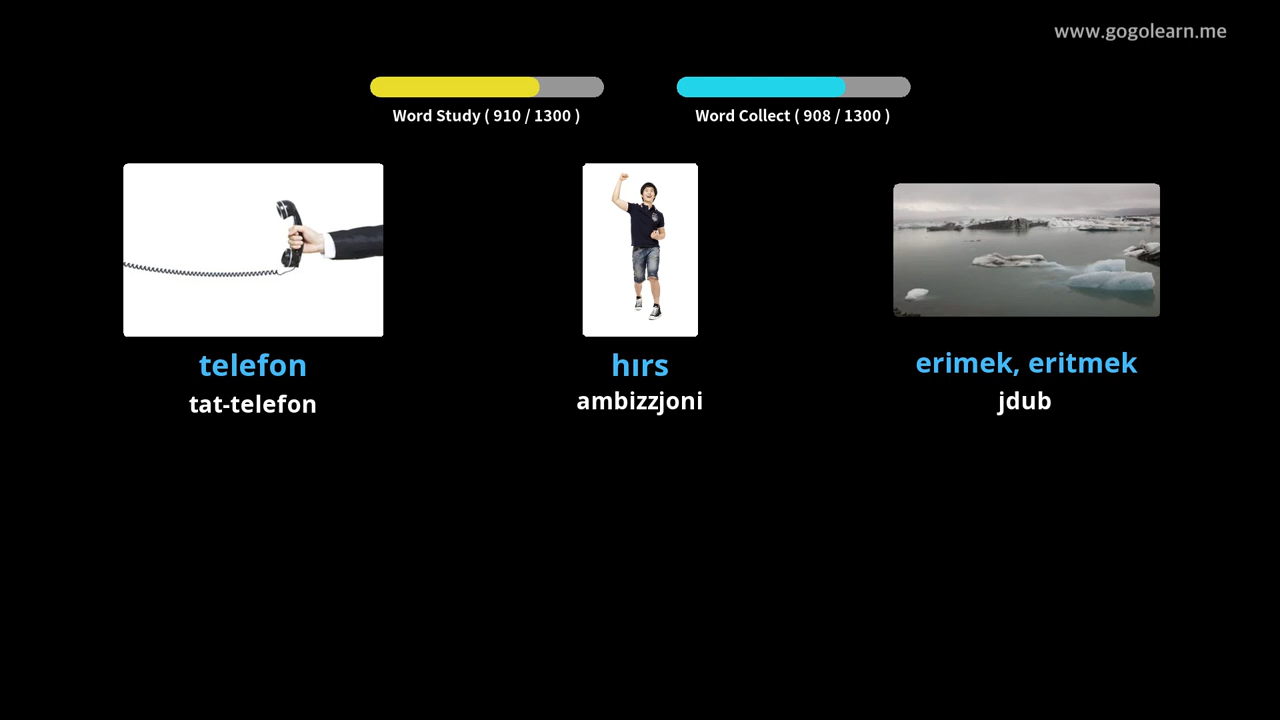 www.gogolearn.me
Word Study ( 910 / 1300 )
Word Collect ( 908 / 1300 )
telefon
tat-telefon
hırs
ambizzjoni
erimek, eritmek
jdub